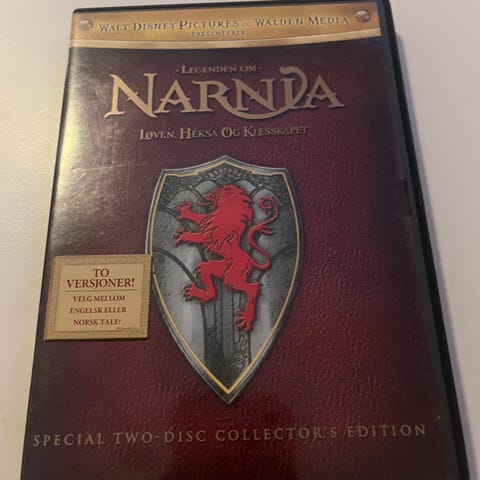 Walt Disney Pictures og Walden Media
presenterer
· Legenden om ·
Narnia
Løven, Heksa Og Klesskapet
TO
VERSJONER!
VELG MELLOM
ENGELSK ELLER
NORSK TALE!
SPECIAL TWO-DISC COLLECTOR'S EDITION